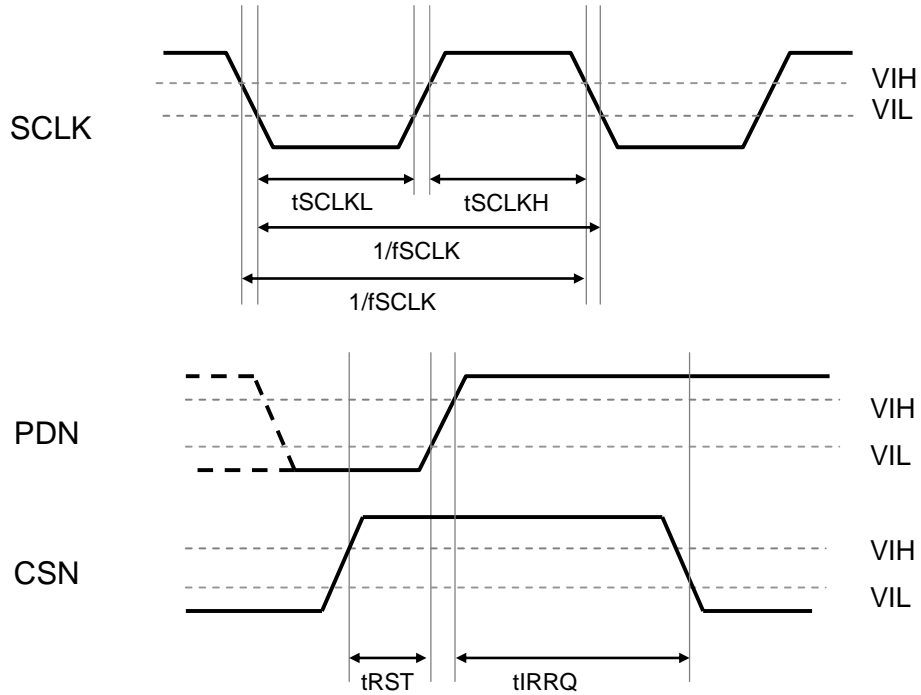 VIH
VIL
SCLK
tSCLKL tSCLKH
1/fSCLK
1/fSCLK
VIH
PDN
VIL
VIH
CSN
VIL
tRST tIRRQ